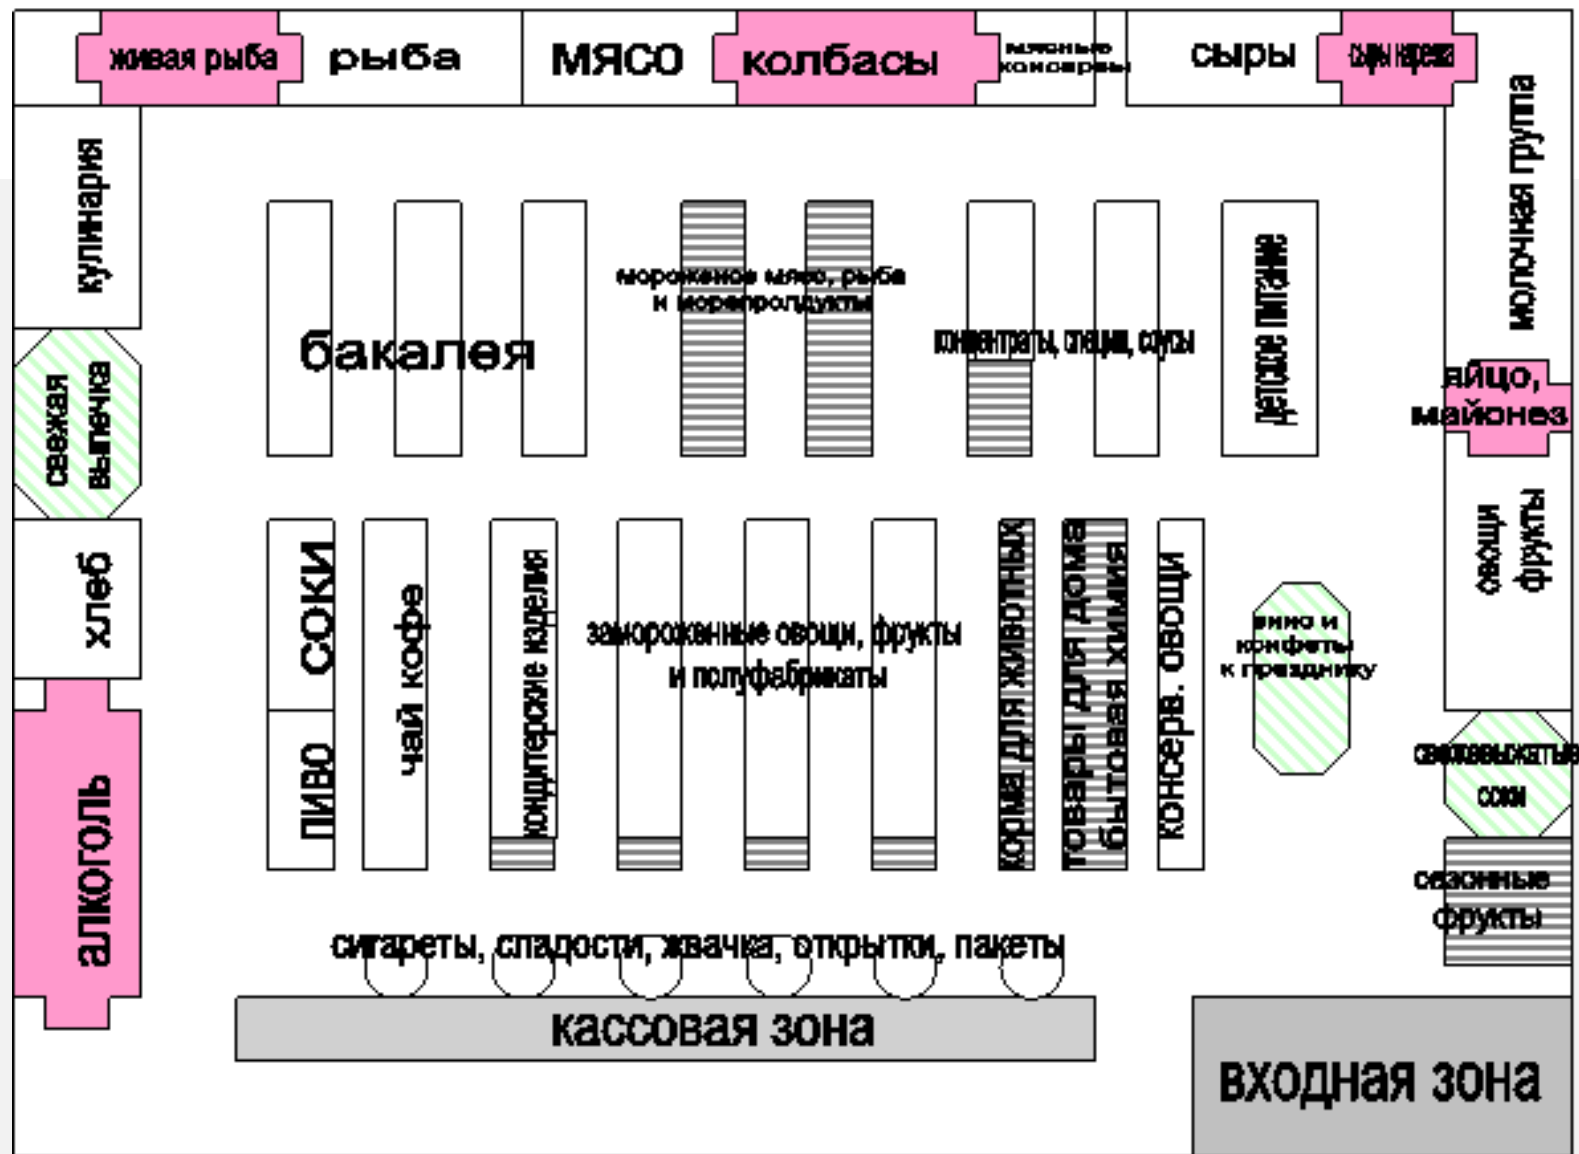 живая рыба
рыба
МЯСО
колбасы
мясные
консервы
сыры
сыры нарезка
кулинария
молочная группа
мороженое мясо, рыба
и морепролдукты
бакалея
концентраты, специи, соусы
детское питание
свежая
выпечка
яйцо,
майонез
хлеб
СОКИ
чай кофе
кондитерские изделия
замороженные овощи, фрукты
и полуфабрикаты
корма для животных
товары для дома
бытовая химия
консерв. овощи
вино и
конфеты
к празднику
овощи
фрукты
ПИВО
алкоголь
свежевыжатые
соки
сезонные
фрукты
сигареты, сладости, жвачка, открытки, пакеты
кассовая зона
входная зона